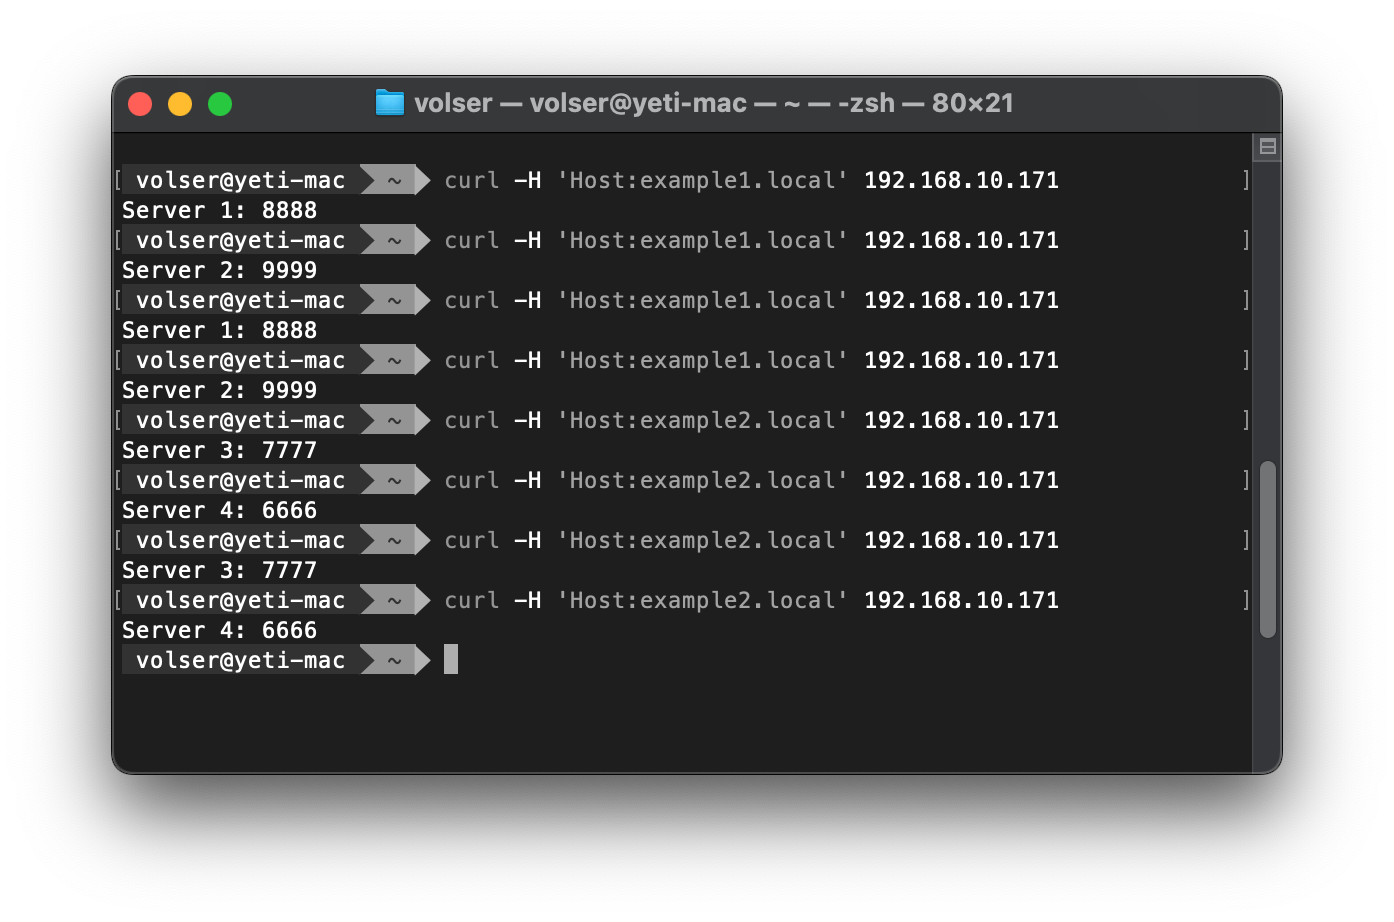 volser — volser@yeti-mac — ~ — -zsh — 80×21
[ volser@yeti-mac ~ curl -H 'Host:example1.local' 192.168.10.171 ]
Server 1: 8888
[ volser@yeti-mac ~ curl -H 'Host:example1.local' 192.168.10.171 ]
Server 2: 9999
[ volser@yeti-mac ~ curl -H 'Host:example1.local' 192.168.10.171 ]
Server 1: 8888
[ volser@yeti-mac ~ curl -H 'Host:example1.local' 192.168.10.171 ]
Server 2: 9999
[ volser@yeti-mac ~ curl -H 'Host:example2.local' 192.168.10.171 ]
Server 3: 7777
[ volser@yeti-mac ~ curl -H 'Host:example2.local' 192.168.10.171 ]
Server 4: 6666
[ volser@yeti-mac ~ curl -H 'Host:example2.local' 192.168.10.171 ]
Server 3: 7777
[ volser@yeti-mac ~ curl -H 'Host:example2.local' 192.168.10.171 ]
Server 4: 6666
volser@yeti-mac ~